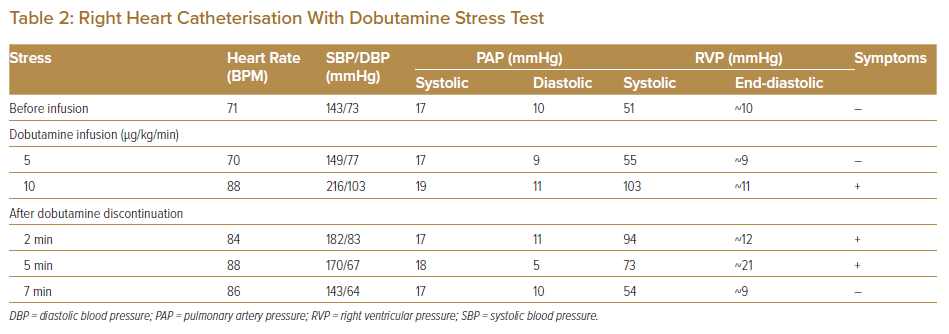 Table 2: Right Heart Catheterisation With Dobutamine Stress Test
Stress Heart Rate (BPM) SBP/DBP (mmHg) PAP (mmHg) RVP (mmHg) Symptoms
Systolic Diastolic Systolic End-diastolic
Before infusion 71 143/73 17 10 51 ~10 –
Dobutamine infusion (µg/kg/min)
5 70 149/77 17 9 55 ~9 –
10 88 216/103 19 11 103 ~11 +
After dobutamine discontinuation
2 min 84 182/83 17 11 94 ~12 +
5 min 88 170/67 18 5 73 ~21 +
7 min 86 143/64 17 10 54 ~9 –
DBP = diastolic blood pressure; PAP = pulmonary artery pressure; RVP = right ventricular pressure; SBP = systolic blood pressure.